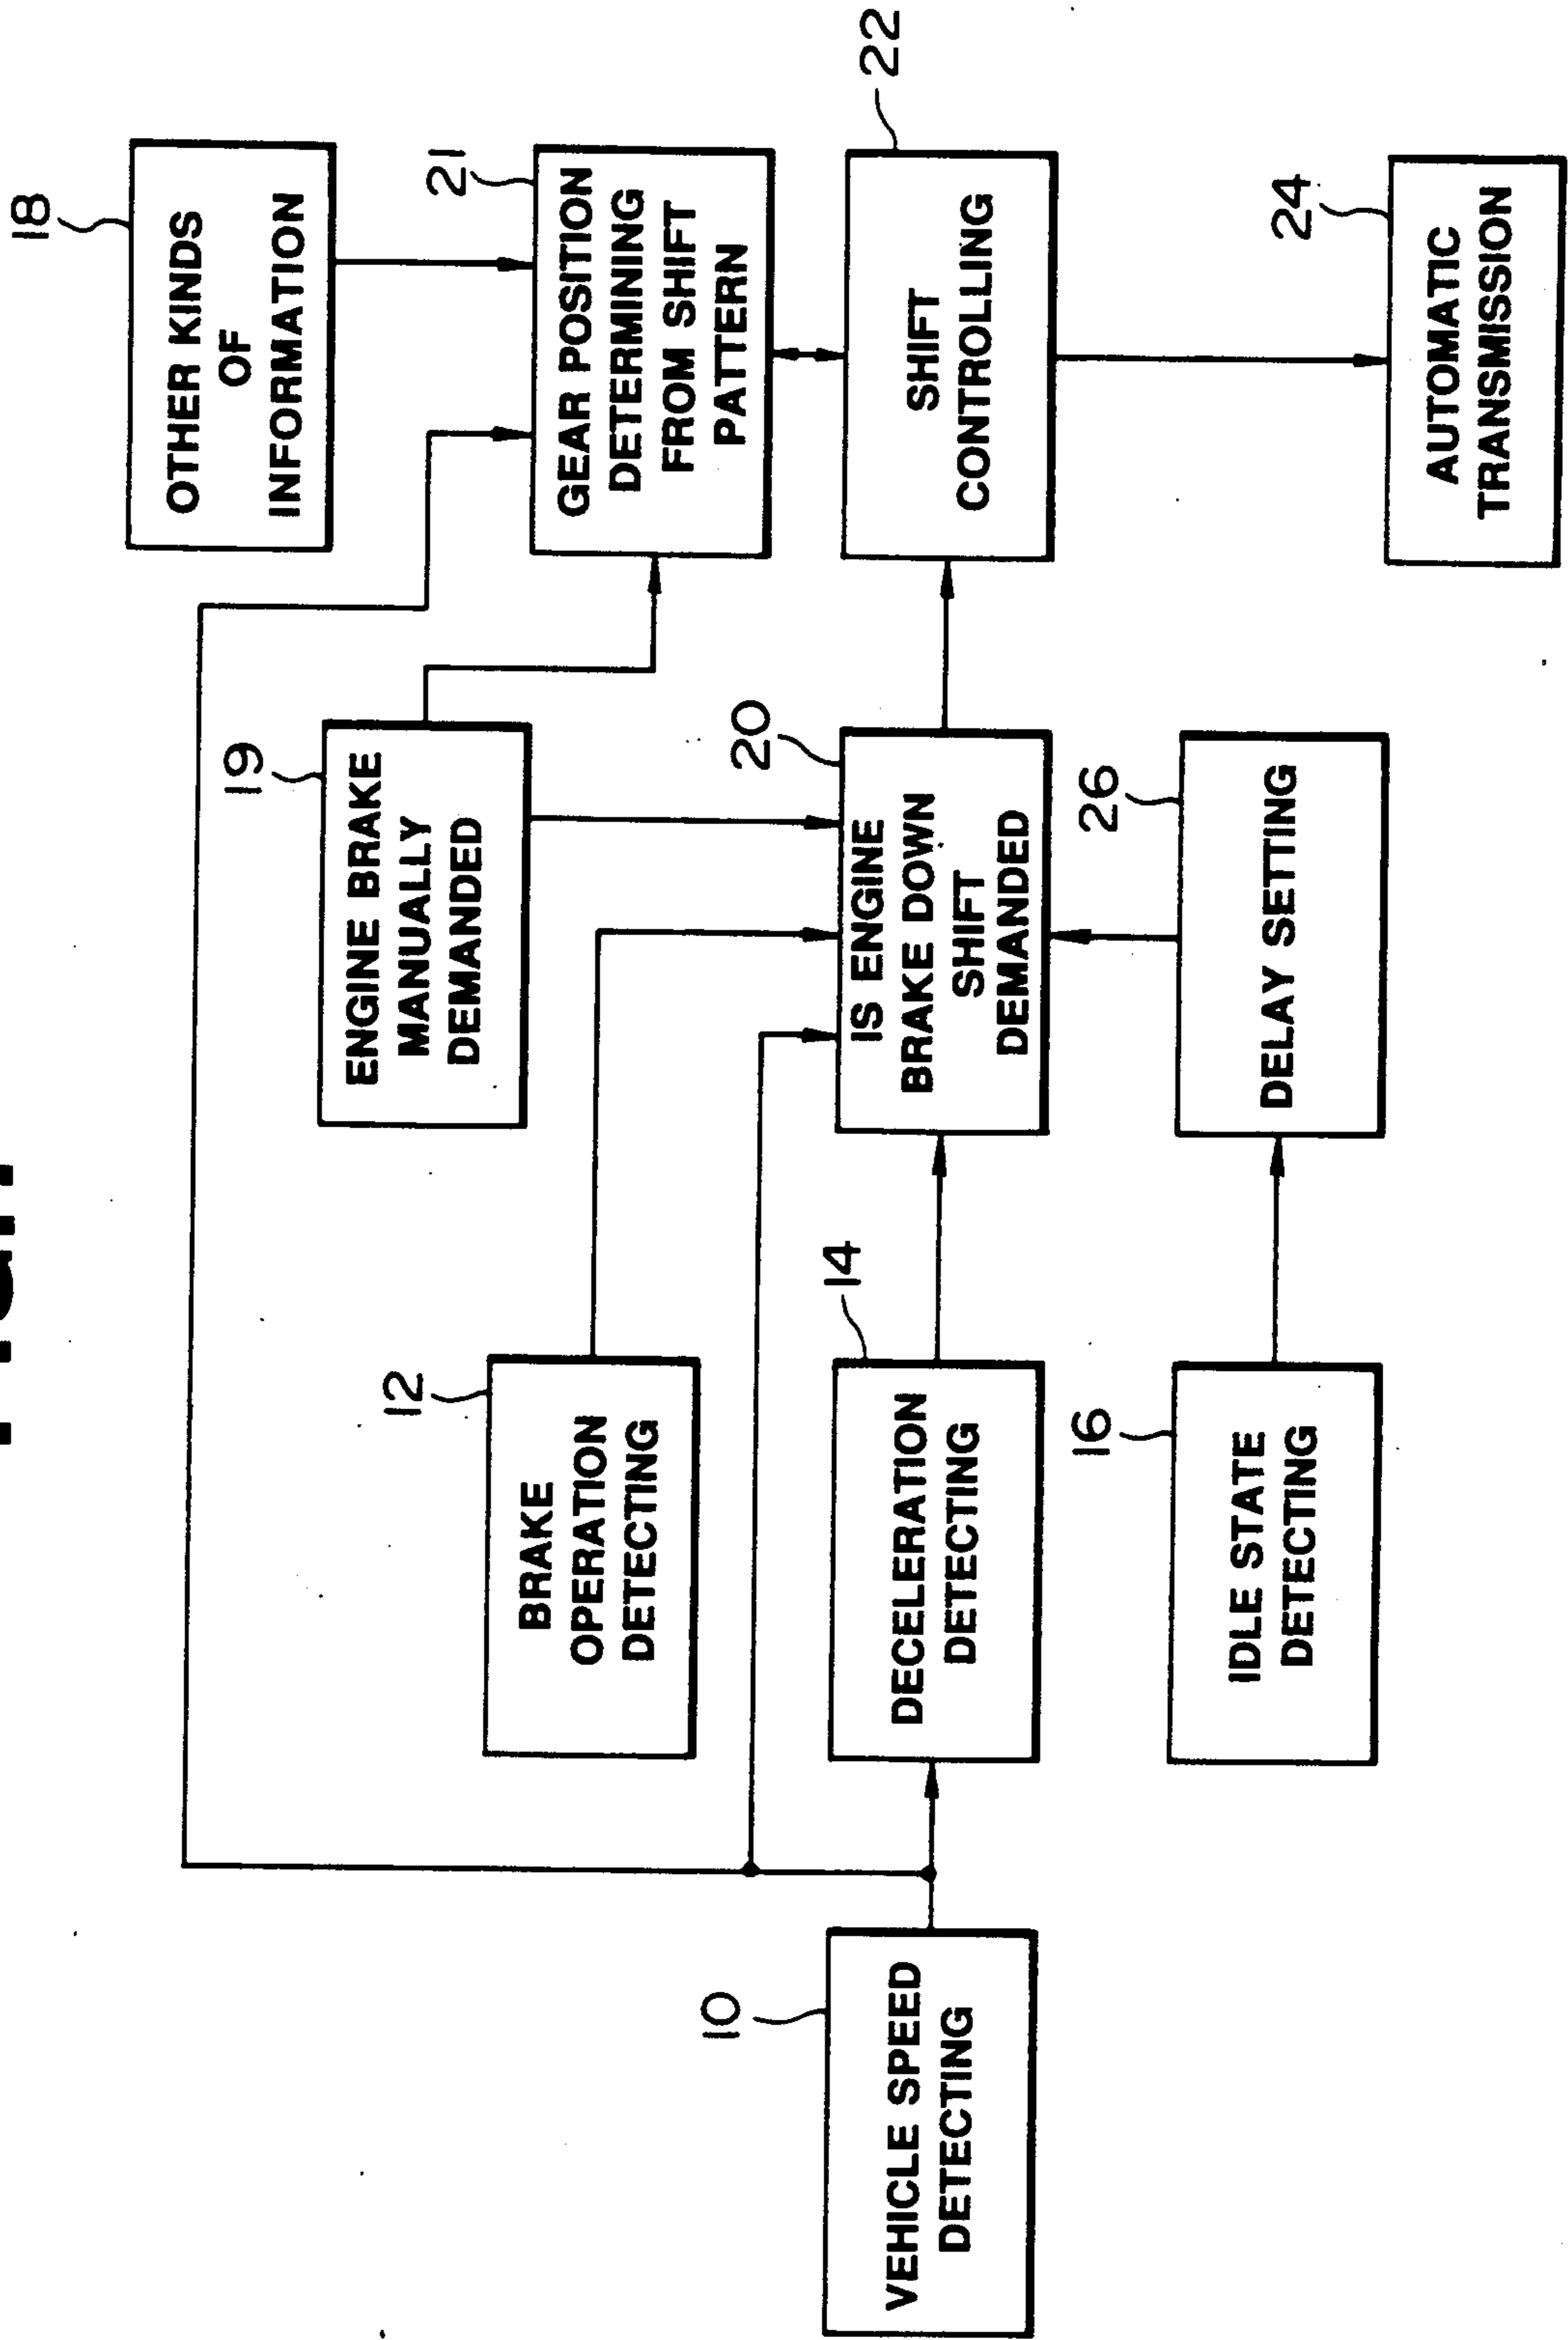 18
OTHER KINDS
OF
INFORMATION
19
ENGINE BRAKE
MANUALLY
DEMANDED
21
GEAR POSITION
DETERMINING
FROM SHIFT
PATTERN
12
BRAKE
OPERATION
DETECTING
10
VEHICLE SPEED
DETECTING
14
DECELERATION
DETECTING
20
IS ENGINE
BRAKE DOWN
SHIFT
DEMANDED
22
SHIFT
CONTROLLING
16
IDLE STATE
DETECTING
26
DELAY SETTING
24
AUTOMATIC
TRANSMISSION